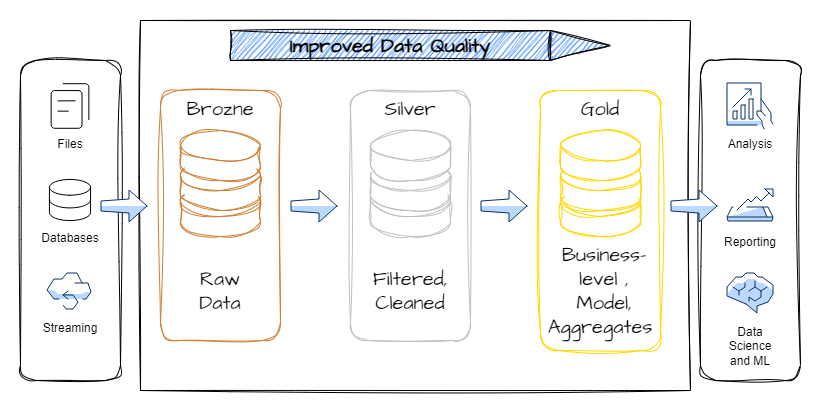 Improved Data Quality
Files
Databases
Streaming
Brozne
Raw
Data
Silver
Filtered,
Cleaned
Gold
Business-
level ,
Model,
Aggregates
Analysis
Reporting
Data
Science
and ML